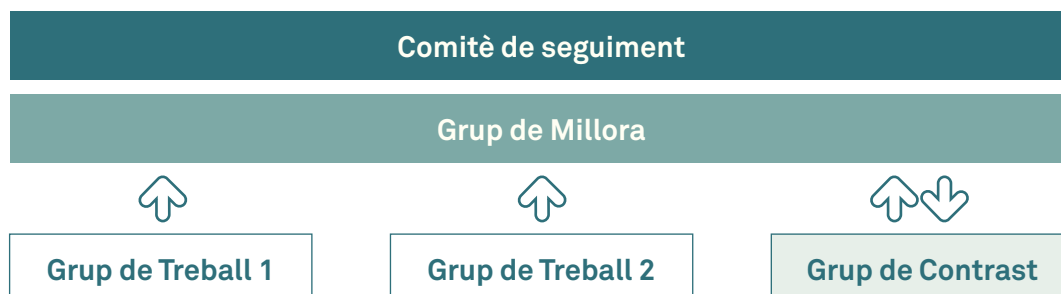 Comitè de seguiment
Grup de Millora
Grup de Treball 1
Grup de Treball 2
Grup de Contrast